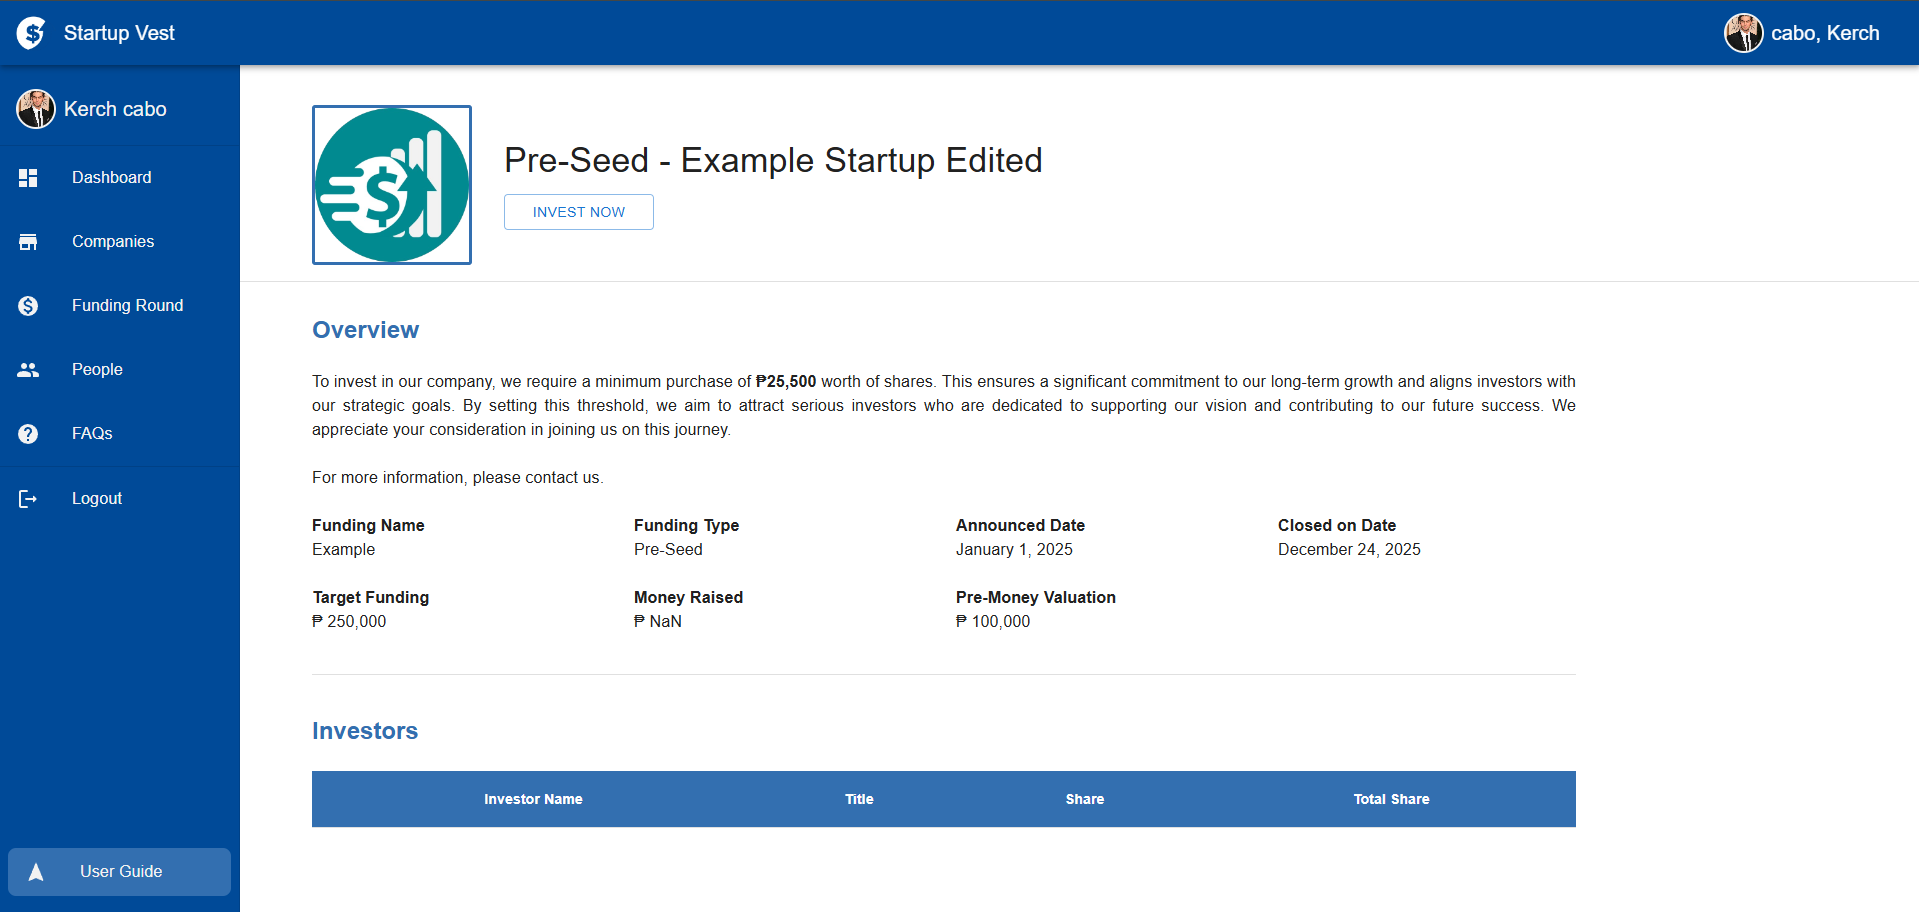 Startup Vest
cabo, Kerch
Kerch cabo
Dashboard
Companies
Funding Round
People
FAQs
Logout
User Guide
$
Pre-Seed - Example Startup Edited
INVEST NOW
Overview
To invest in our company, we require a minimum purchase of ₱25,500 worth of shares. This ensures a significant commitment to our long-term growth and aligns investors with
our strategic goals. By setting this threshold, we aim to attract serious investors who are dedicated to supporting our vision and contributing to our future success. We
appreciate your consideration in joining us on this journey.
For more information, please contact us.
Funding Name Funding Type Announced Date Closed on Date
Example Pre-Seed January 1, 2025 December 24, 2025
Target Funding Money Raised Pre-Money Valuation
₱ 250,000 ₱ NaN ₱ 100,000
Investors
Investor Name Title Share Total Share